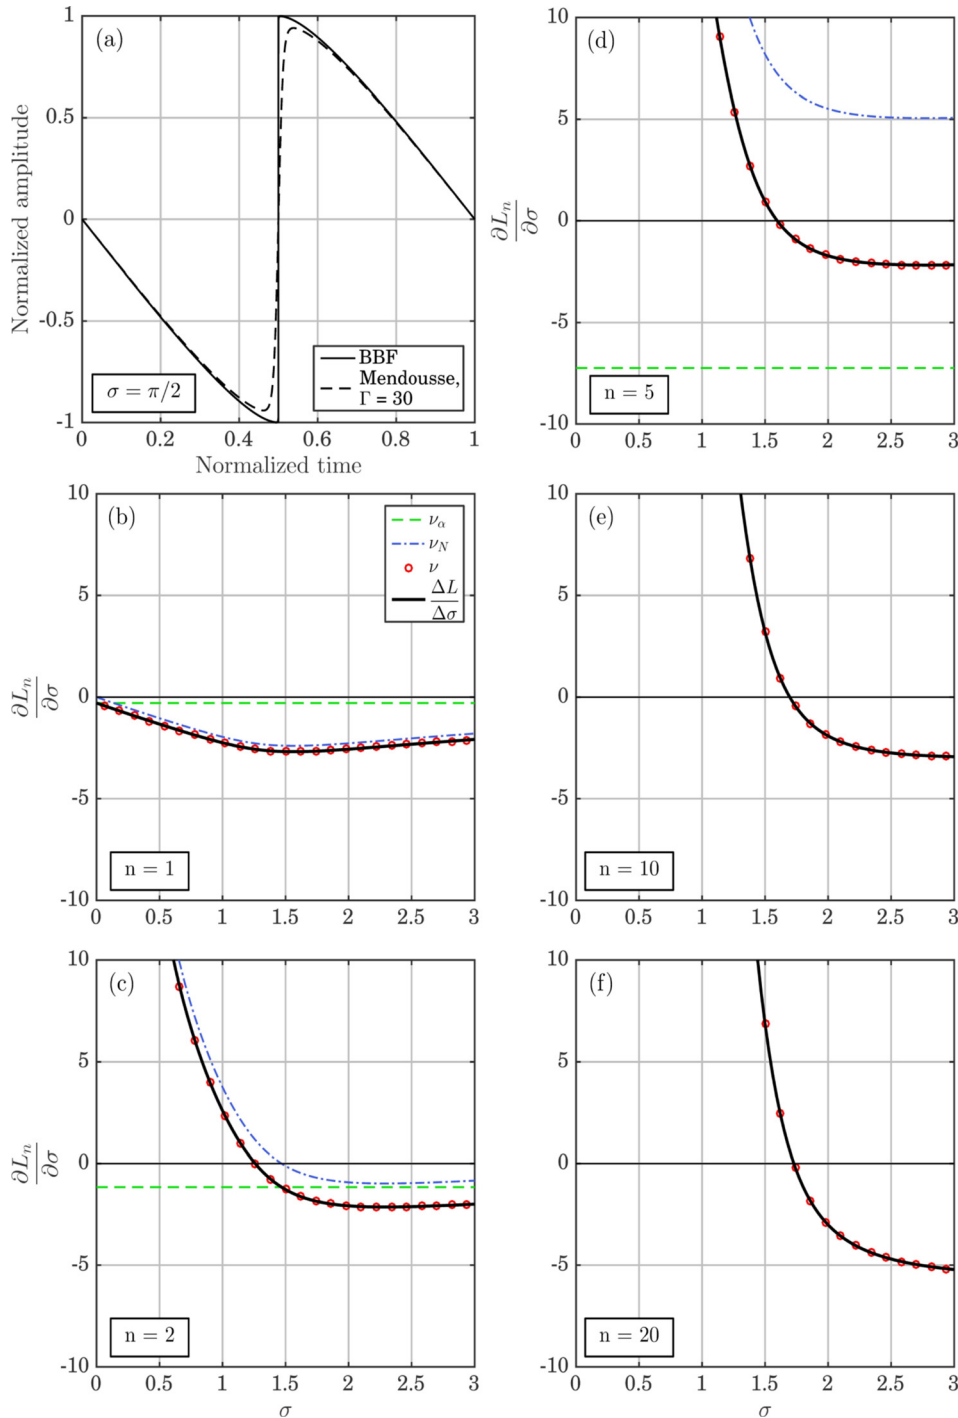 (a)
Normalized amplitude
1
0.5
0
-0.5
-1
σ = π/2
BBF
Mendousse,
Γ = 30
0 0.2 0.4 0.6 0.8 1
Normalized time
(b)
∂Lₙ/∂σ
10
5
0
-5
-10
ν_α
ν_N
ν
ΔL/Δσ
n = 1
0 0.5 1 1.5 2 2.5 3
(c)
∂Lₙ/∂σ
10
5
0
-5
-10
n = 2
0 0.5 1 1.5 2 2.5 3
σ
(d)
∂Lₙ/∂σ
10
5
0
-5
-10
n = 5
0 0.5 1 1.5 2 2.5 3
(e)
10
5
0
-5
-10
n = 10
0 0.5 1 1.5 2 2.5 3
(f)
10
5
0
-5
-10
n = 20
0 0.5 1 1.5 2 2.5 3
σ